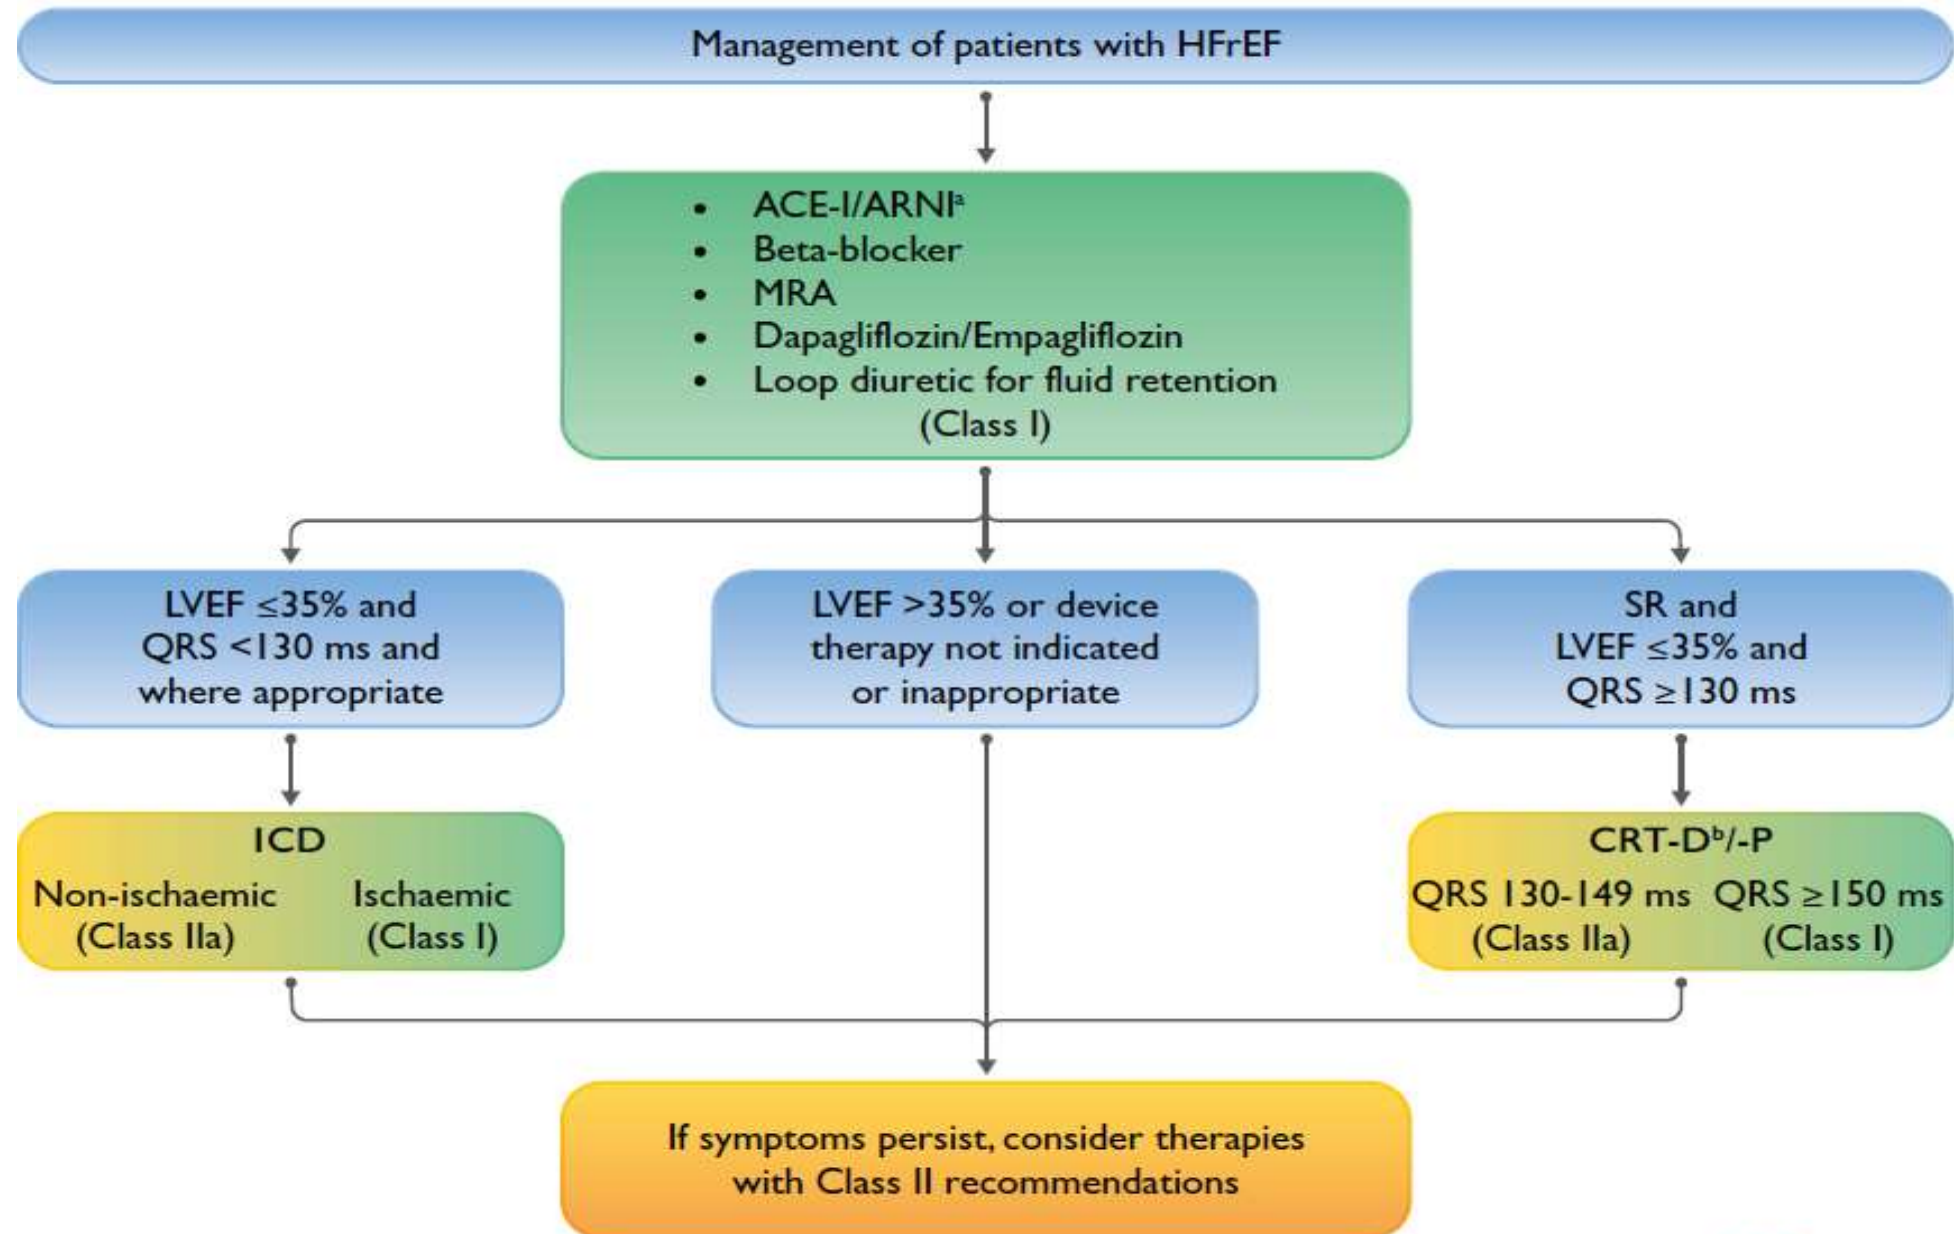 Management of patients with HFrEF
• ACE-I/ARNIᵃ
• Beta-blocker
• MRA
• Dapagliflozin/Empagliflozin
• Loop diuretic for fluid retention
(Class I)
LVEF ≤35% and
QRS <130 ms and
where appropriate
LVEF >35% or device
therapy not indicated
or inappropriate
SR and
LVEF ≤35% and
QRS ≥130 ms
ICD
Non-ischaemic
(Class IIa)
Ischaemic
(Class I)
CRT-Dᵇ/-P
QRS 130-149 ms
(Class IIa)
QRS ≥150 ms
(Class I)
If symptoms persist, consider therapies
with Class II recommendations